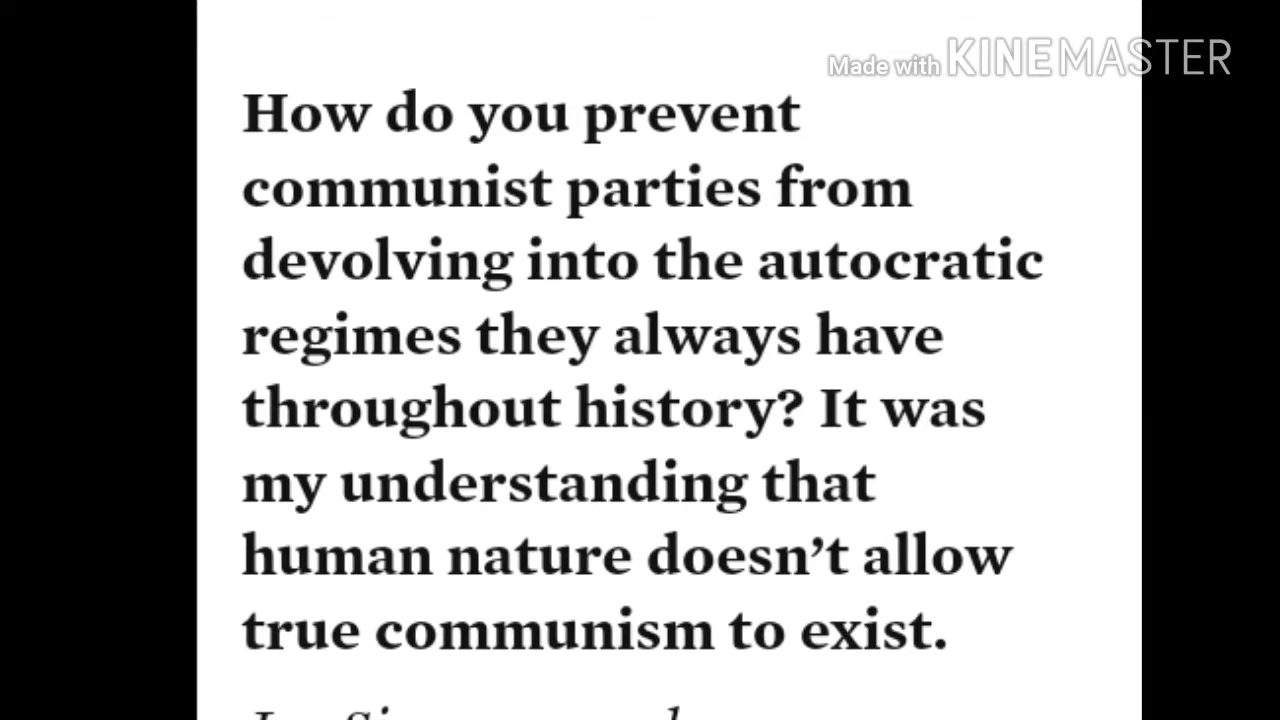 Made with KINEMASTER
How do you prevent
communist parties from
devolving into the autocratic
regimes they always have
throughout history? It was
my understanding that
human nature doesn’t allow
true communism to exist.